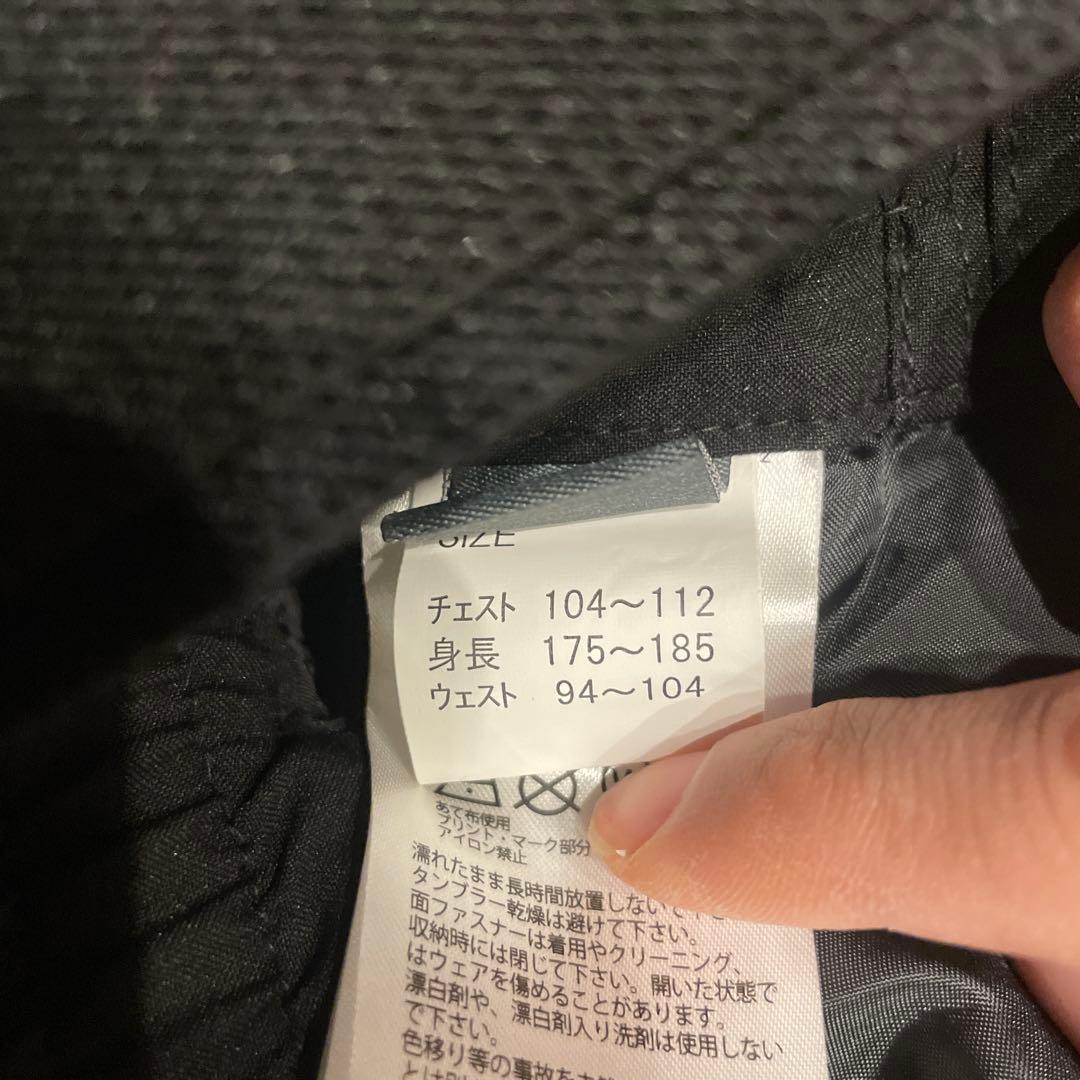 SIZE
チェスト 104～112
身長 175～185
ウェスト 94～104
あて布使用
プリント・マーク部分
アイロン禁止
濡れたまま長時間放置しないで下さい。
タンブラー乾燥は避けて下さい。
面ファスナーは着用やクリーニング、
収納時には閉じて下さい。開いた状態で
はウェアを傷めることがあります。
漂白剤や、漂白剤入り洗剤は使用しない
で下さい。
色移り等の事故を